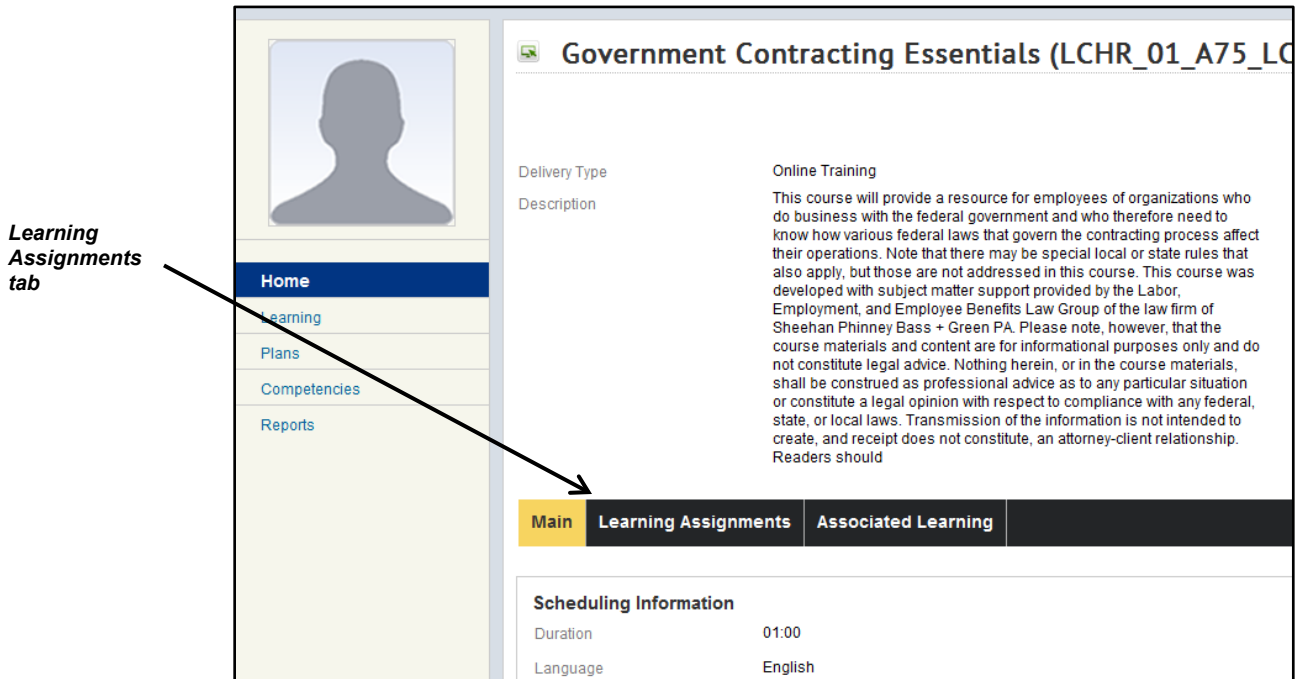 Learning
Assignments
tab
Government Contracting Essentials (LCHR_01_A75_LC
Delivery Type
Online Training
Description
This course will provide a resource for employees of organizations who
do business with the federal government and who therefore need to
know how various federal laws that govern the contracting process affect
their operations. Note that there may be special local or state rules that
also apply, but those are not addressed in this course. This course was
developed with subject matter support provided by the Labor,
Employment, and Employee Benefits Law Group of the law firm of
Sheehan Phinney Bass + Green PA. Please note, however, that the
course materials and content are for informational purposes only and do
not constitute legal advice. Nothing herein, or in the course materials,
shall be construed as professional advice as to any particular situation
or constitute a legal opinion with respect to compliance with any federal,
state, or local laws. Transmission of the information is not intended to
create, and receipt does not constitute, an attorney-client relationship.
Readers should
Home
Learning
Plans
Competencies
Reports
Main Learning Assignments Associated Learning
Scheduling Information
Duration 01:00
Language English